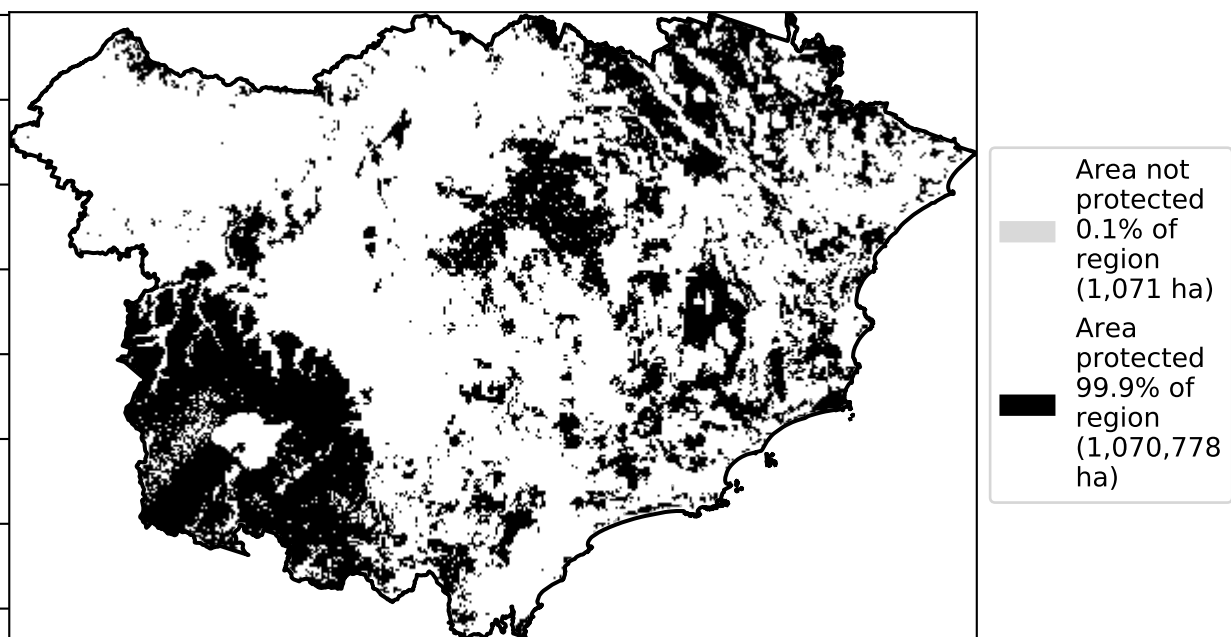 Area not
protected
0.1% of
region
(1,071 ha)
Area
protected
99.9% of
region
(1,070,778
ha)